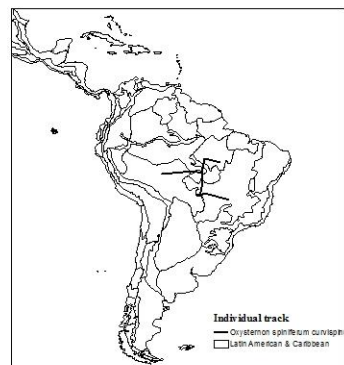 Individual track
Oxysternon spiniferum curvispin
Latin American & Caribbean